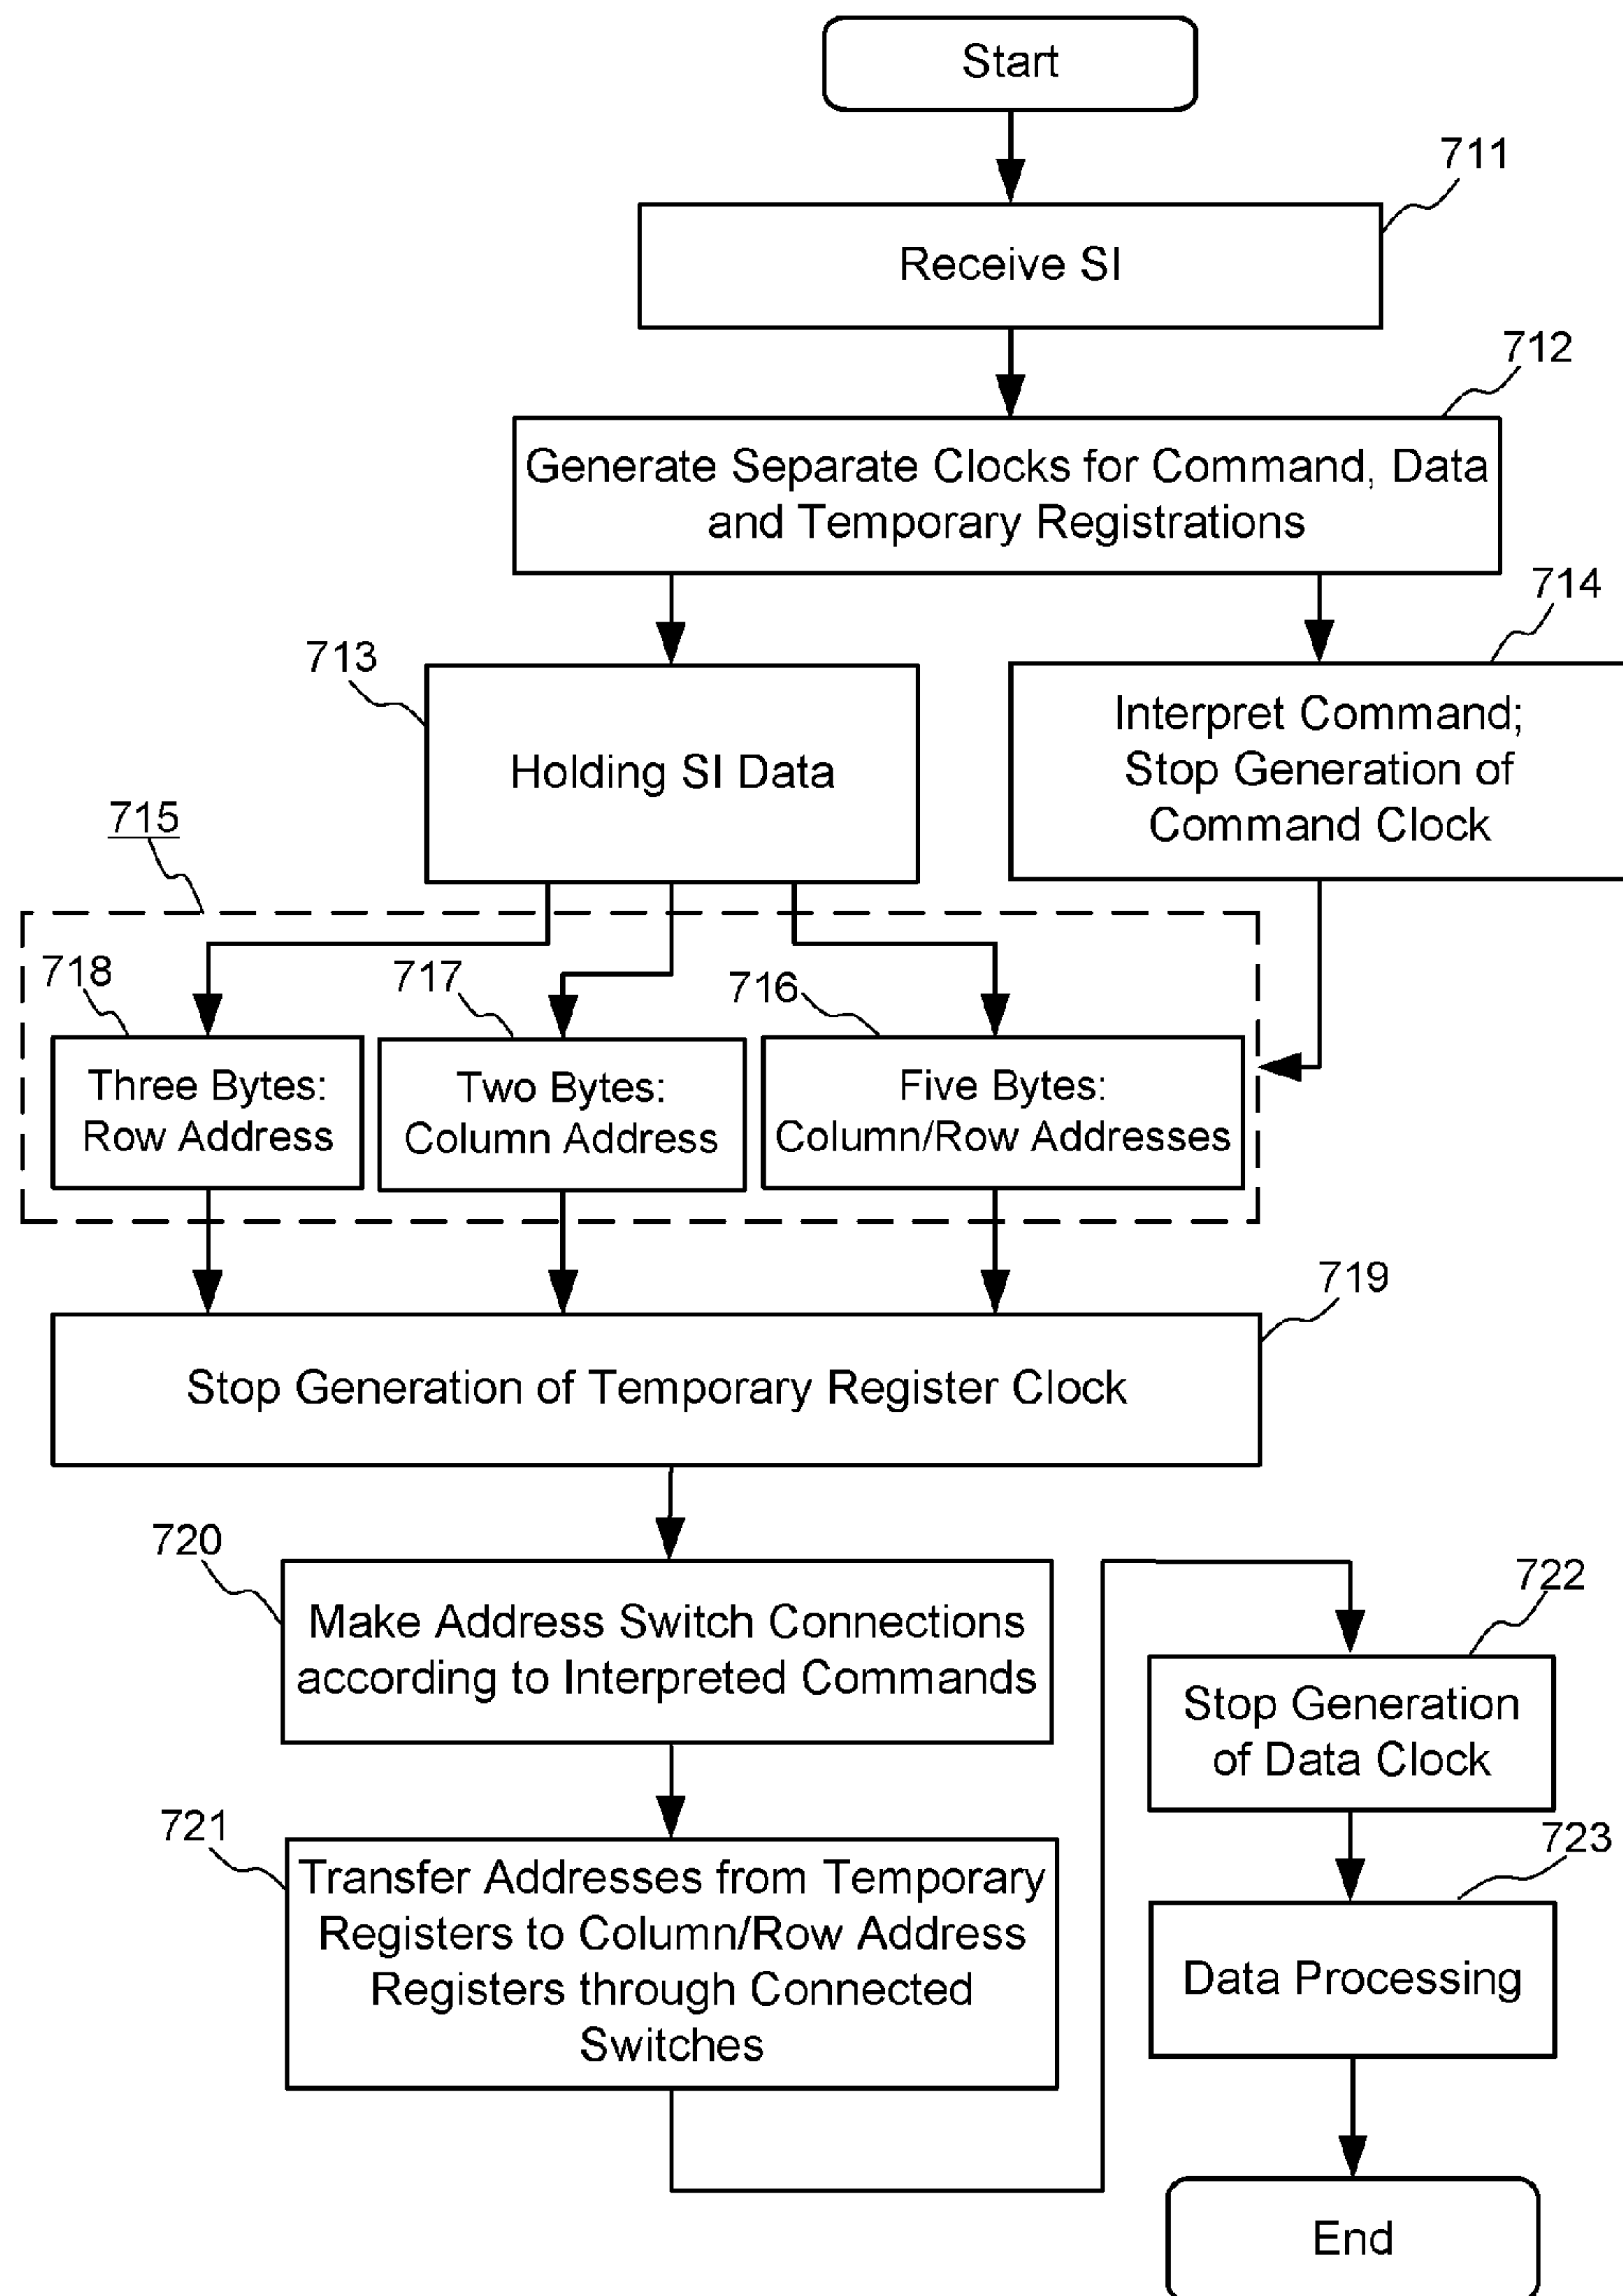 Start
711
Receive SI
712
Generate Separate Clocks for Command, Data
and Temporary Registrations
714
713
Interpret Command;
Stop Generation of
Command Clock
Holding SI Data
715
718
717
716
Three Bytes:
Row Address
Two Bytes:
Column Address
Five Bytes:
Column/Row Addresses
719
Stop Generation of Temporary Register Clock
720
Make Address Switch Connections
according to Interpreted Commands
722
Stop Generation
of Data Clock
721
Transfer Addresses from Temporary
Registers to Column/Row Address
Registers through Connected
Switches
723
Data Processing
End